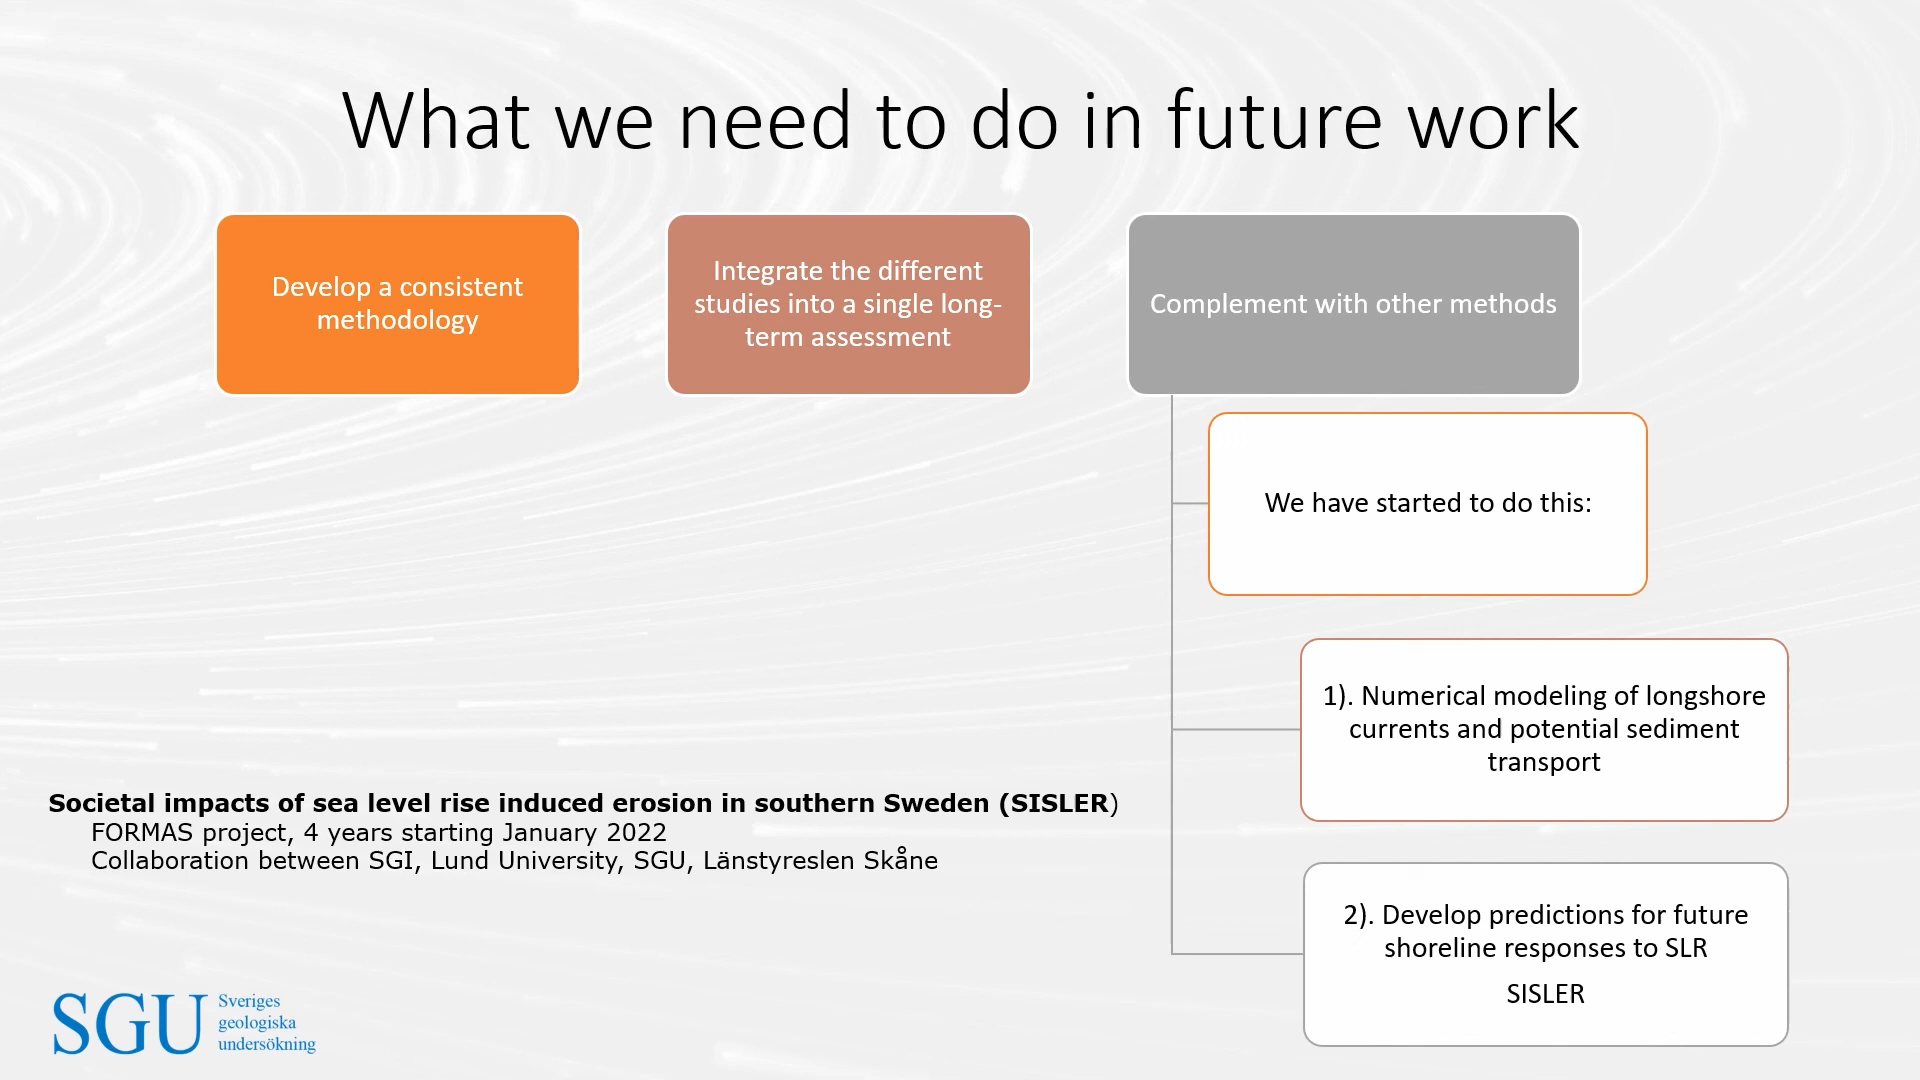 What we need to do in future work
Develop a consistent
methodology
Integrate the different
studies into a single long-
term assessment
Complement with other methods
We have started to do this:
1). Numerical modeling of longshore
currents and potential sediment
transport
2). Develop predictions for future
shoreline responses to SLR
SISLER
Societal impacts of sea level rise induced erosion in southern Sweden (SISLER)
FORMAS project, 4 years starting January 2022
Collaboration between SGI, Lund University, SGU, Länstyreslen Skåne
SGU
Sveriges
geologiska
undersökning